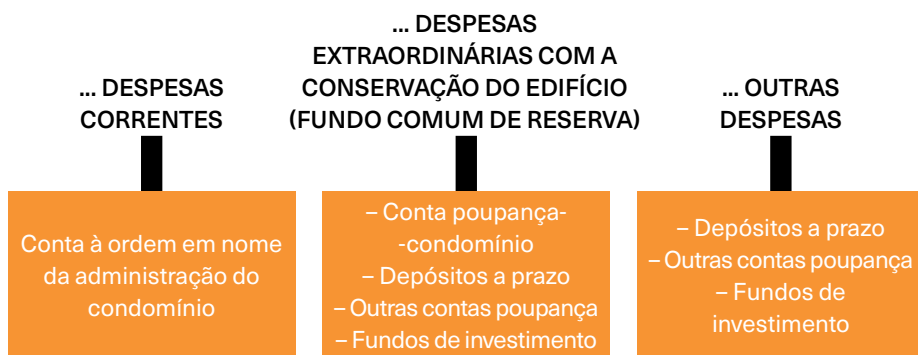 ... DESPESAS
CORRENTES
... DESPESAS
EXTRAORDINÁRIAS COM A
CONSERVAÇÃO DO EDIFÍCIO
(FUNDO COMUM DE RESERVA)
... OUTRAS
DESPESAS
Conta à ordem em nome
da administração do
condomínio
– Conta poupança-
-condomínio
– Depósitos a prazo
– Outras contas poupança
– Fundos de investimento
– Depósitos a prazo
– Outras contas poupança
– Fundos de
investimento